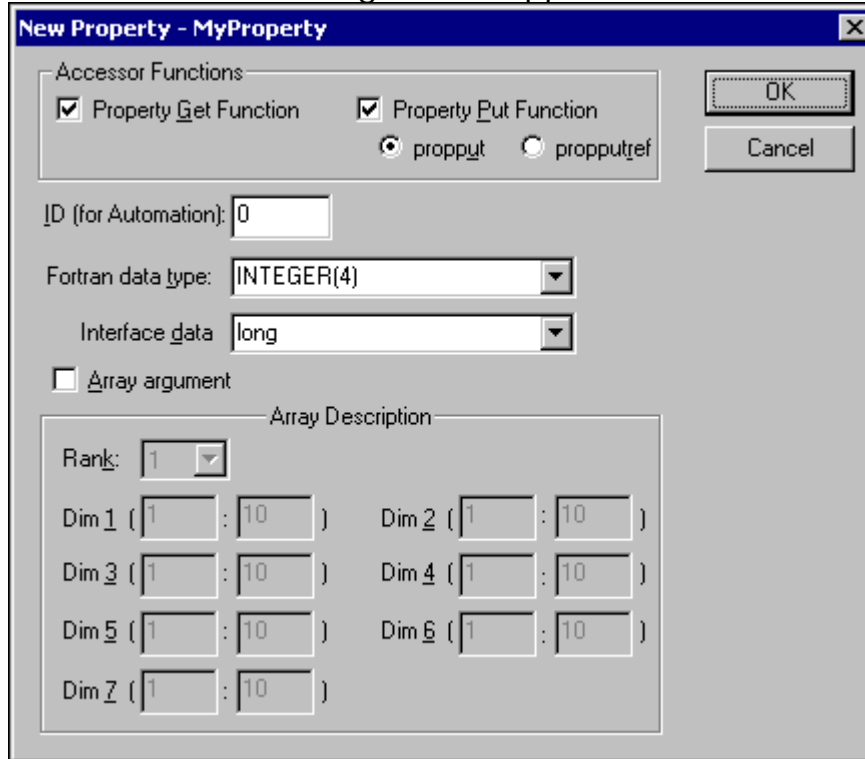 New Property - MyProperty
Accessor Functions
Property Get Function
Property Put Function
propput
propputref
OK
Cancel
ID (for Automation): 0
Fortran data type: INTEGER(4)
Interface data long
Array argument
Array Description
Rank: 1
Dim 1 ( 1 : 10 ) Dim 2 ( 1 : 10 )
Dim 3 ( 1 : 10 ) Dim 4 ( 1 : 10 )
Dim 5 ( 1 : 10 ) Dim 6 ( 1 : 10 )
Dim 7 ( 1 : 10 )